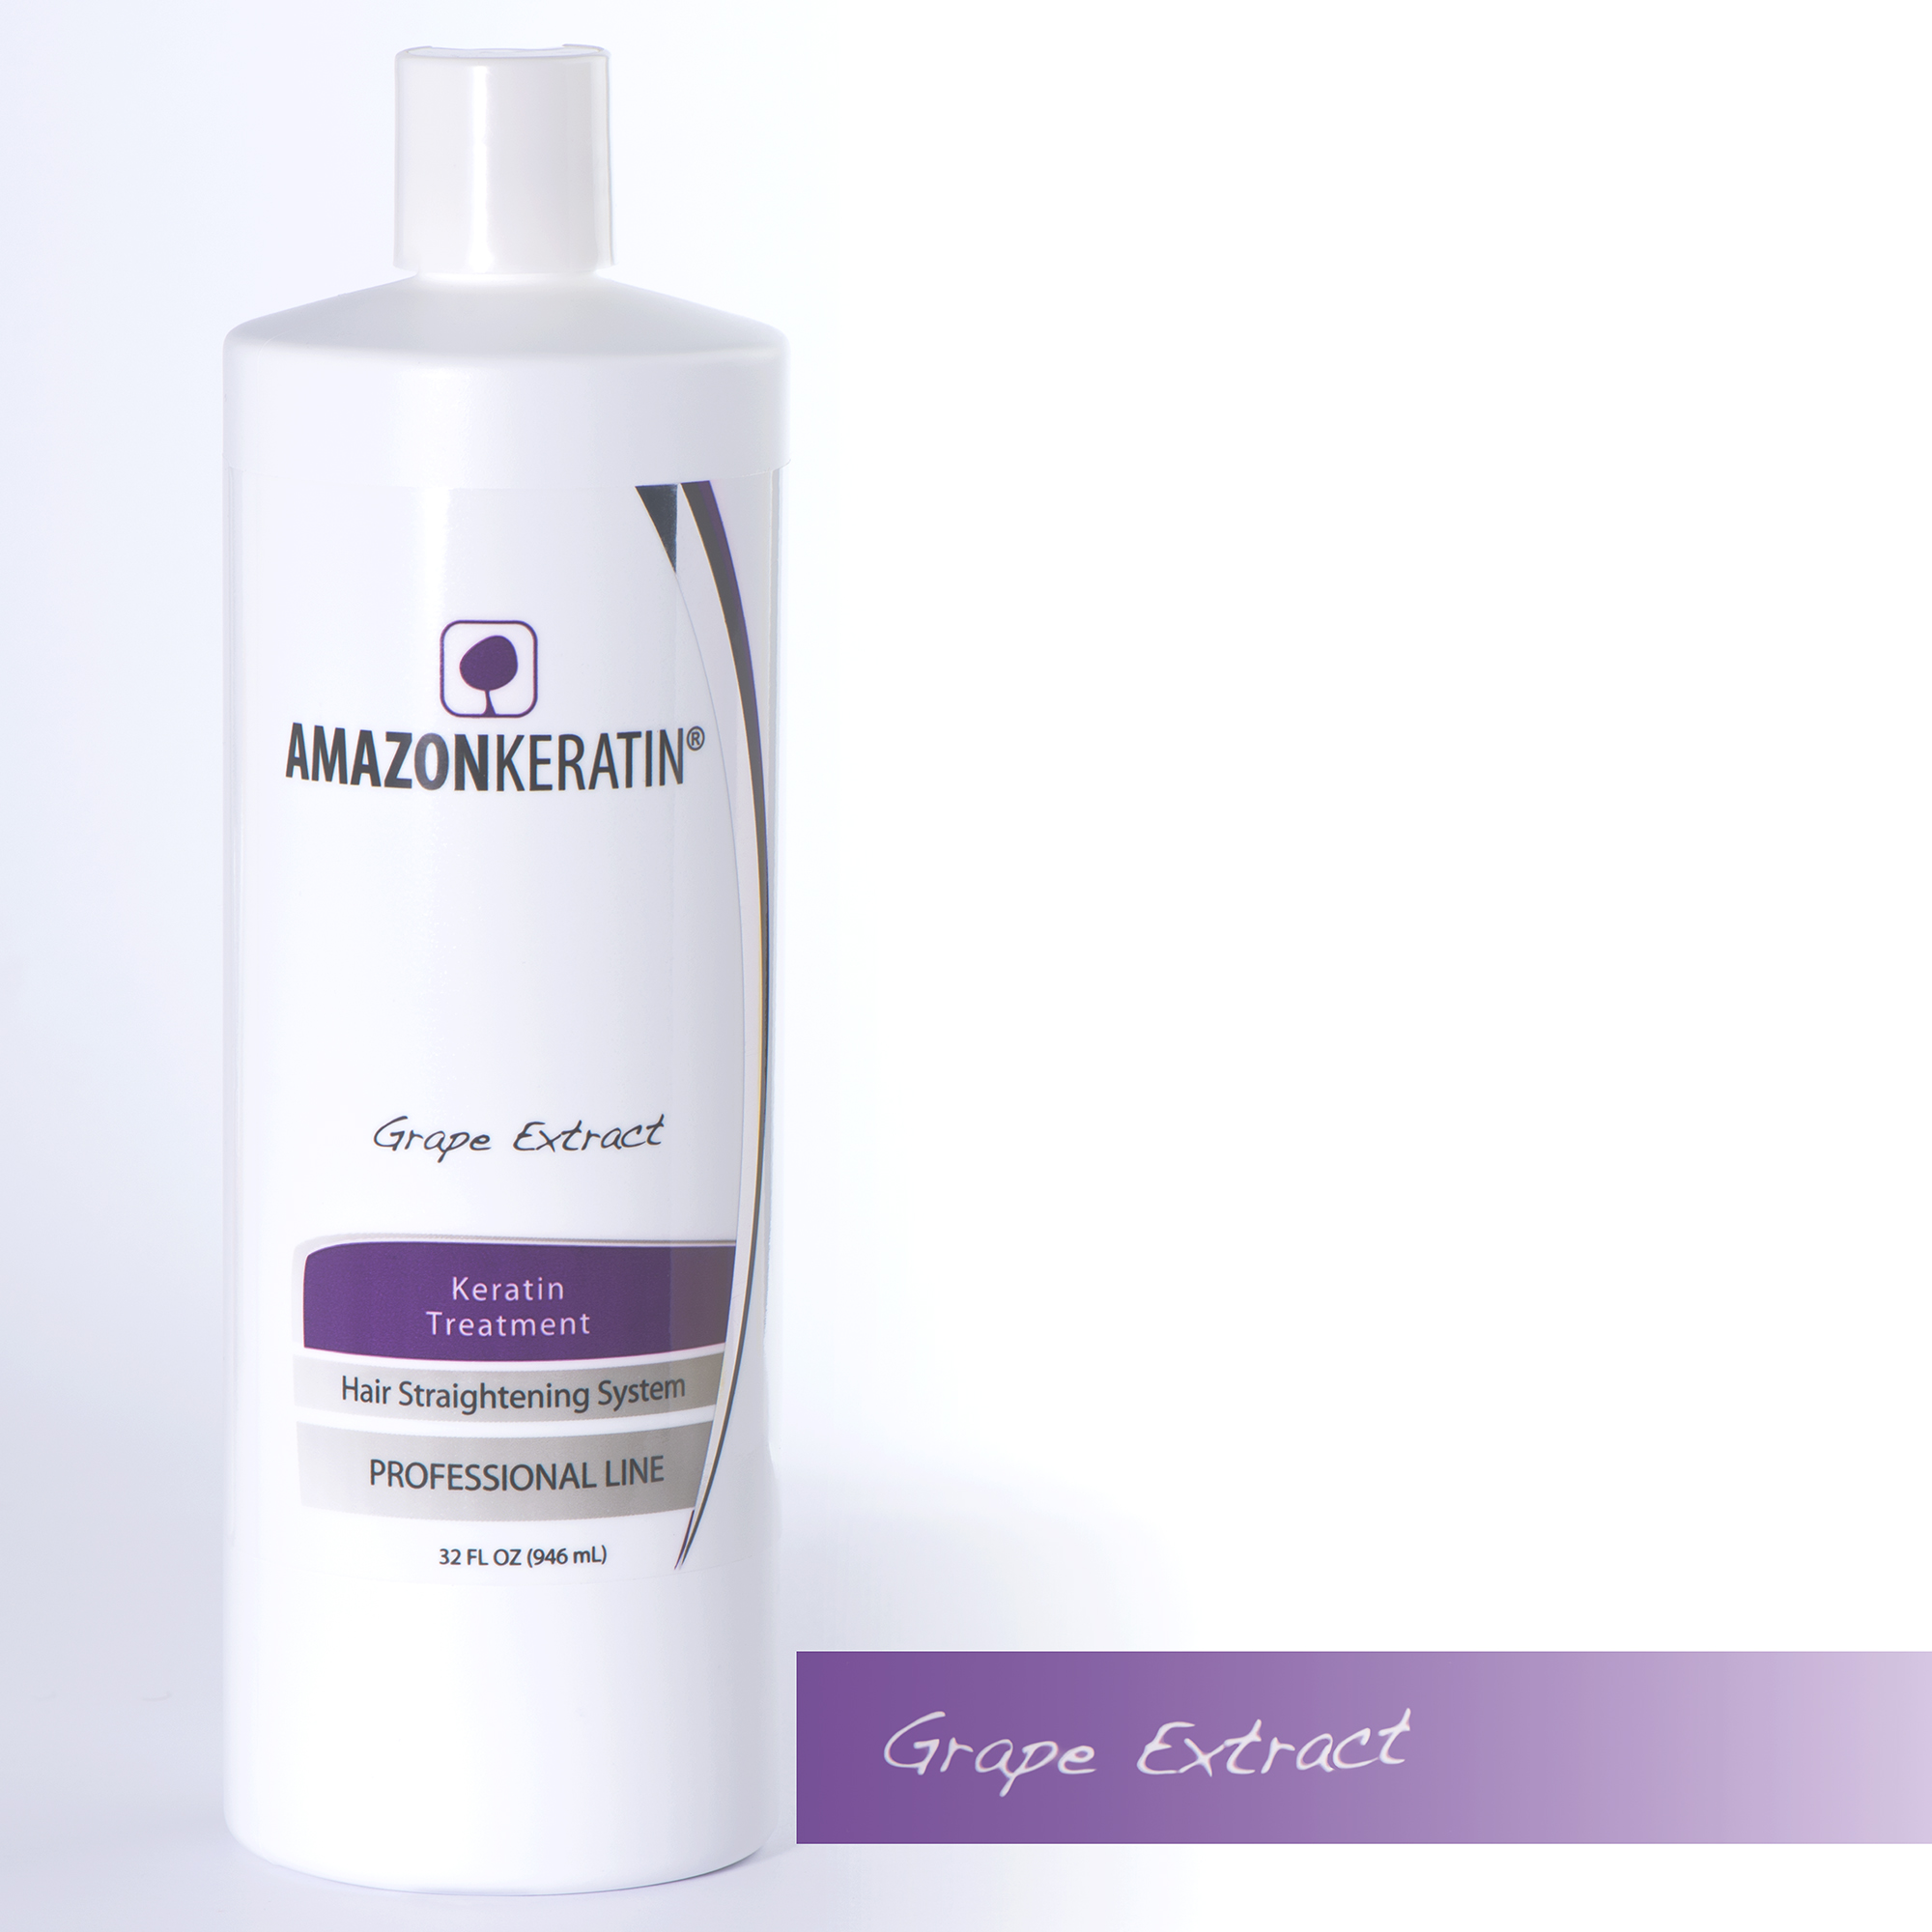 AMAZONKERATIN®
Grape Extract
Keratin
Treatment
Hair Straightening System
PROFESSIONAL LINE
32 FL OZ (946 mL)
Grape Extract